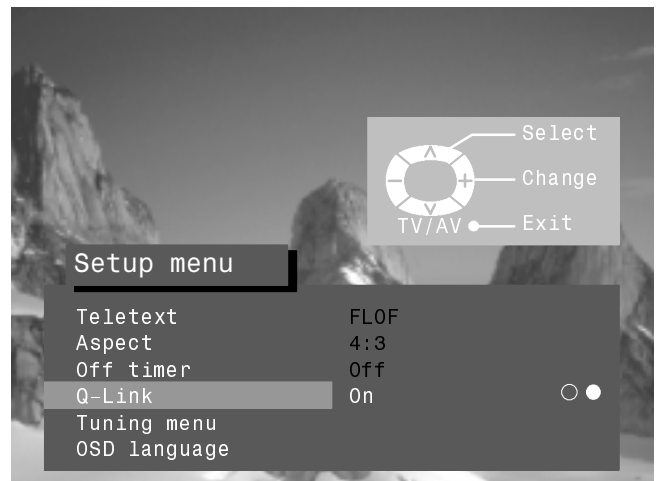 Select
Change
TV/AV Exit
Setup menu
Teletext FLOF
Aspect 4:3
Off timer Off
Q-Link On
Tuning menu
OSD language